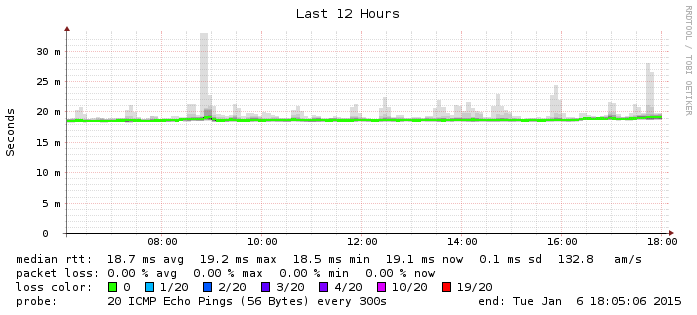 Last 12 Hours
RRDTOOL / TOBI OETIKER
Seconds
30 m
25 m
20 m
15 m
10 m
5 m
0
08:00 10:00 12:00 14:00 16:00 18:00
median rtt: 18.7 ms avg 19.2 ms max 18.5 ms min 19.1 ms now 0.1 ms sd 132.8 am/s
packet loss: 0.00 % avg 0.00 % max 0.00 % min 0.00 % now
loss color: 0 1/20 2/20 3/20 4/20 10/20 19/20
probe: 20 ICMP Echo Pings (56 Bytes) every 300s end: Tue Jan 6 18:05:06 2015